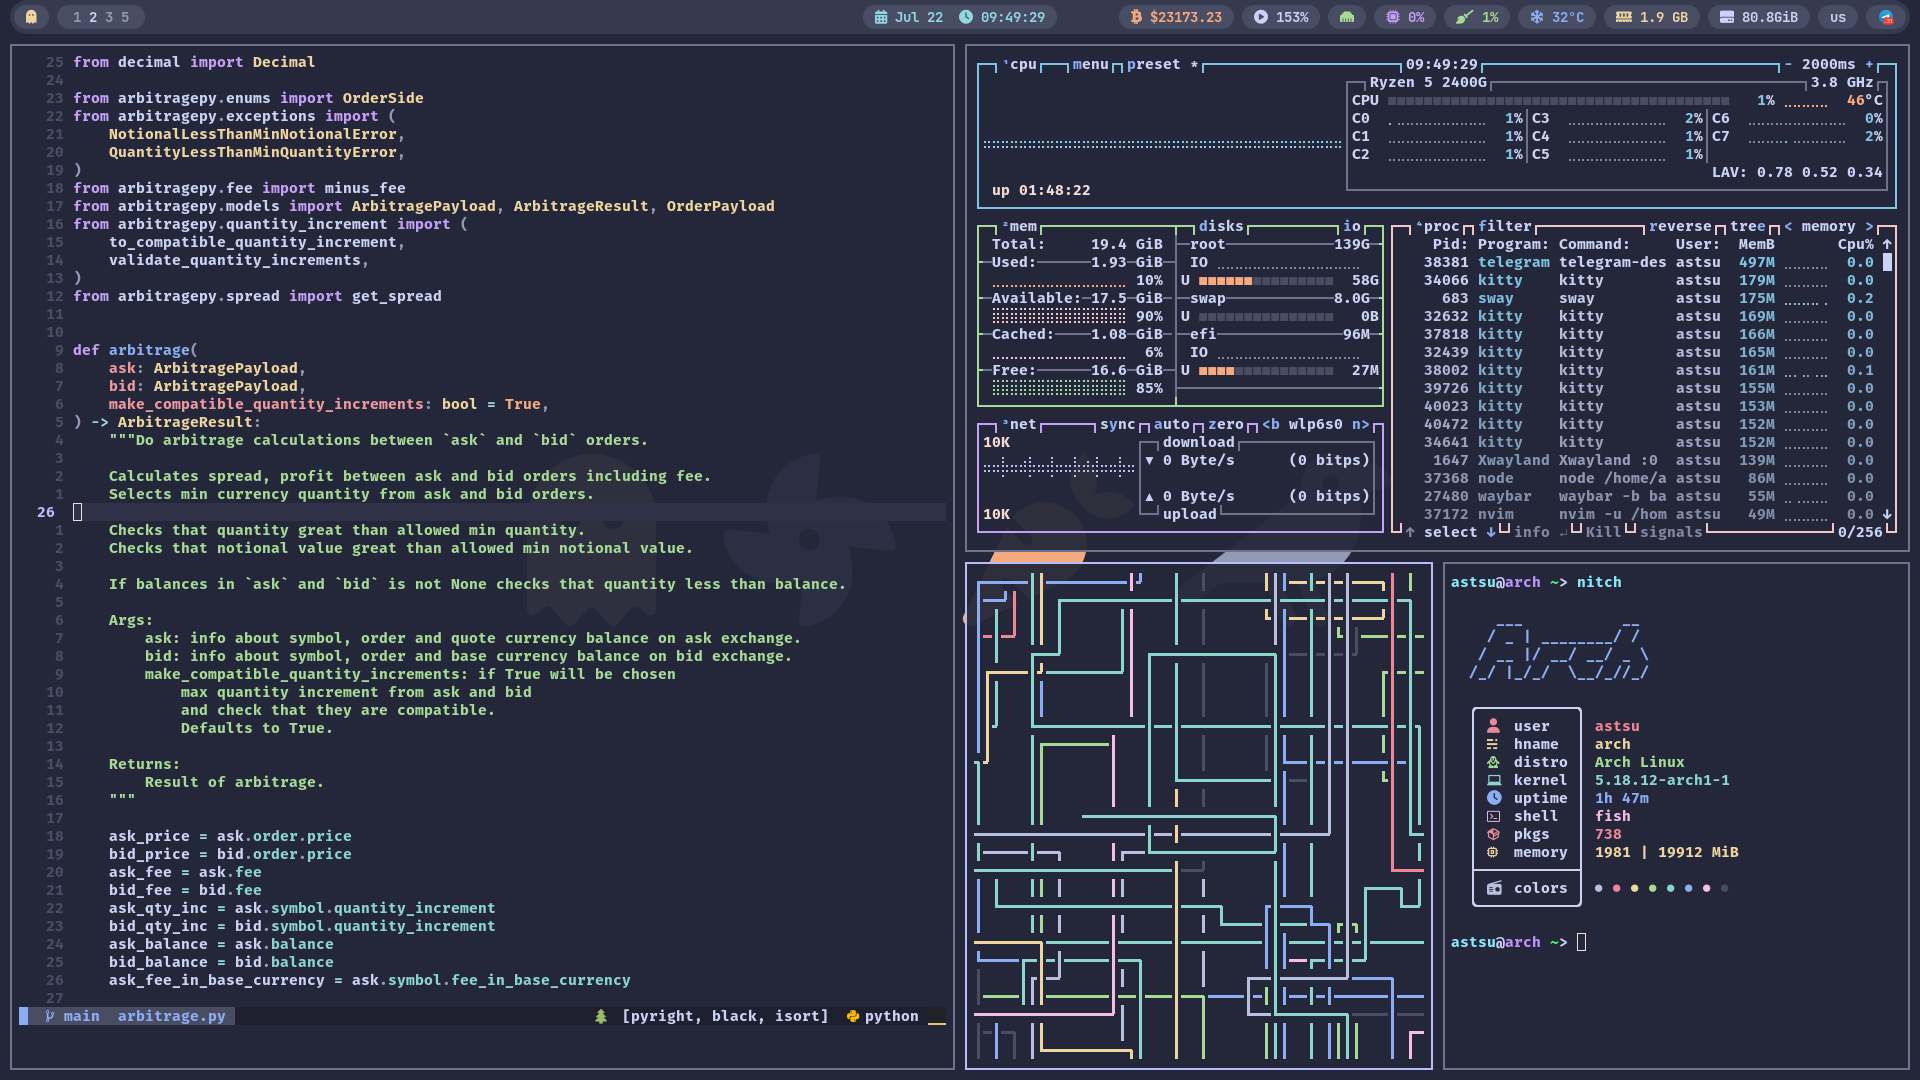 1 2 3 5
Jul 22 09:49:29
$23173.23 153% 0% 1% 32°C 1.9 GB 80.8GiB us
25 from decimal import Decimal
24
23 from arbitragepy.enums import OrderSide
22 from arbitragepy.exceptions import (
21 NotionalLessThanMinNotionalError,
20 QuantityLessThanMinQuantityError,
19 )
18 from arbitragepy.fee import minus_fee
17 from arbitragepy.models import ArbitragePayload, ArbitrageResult, OrderPayload
16 from arbitragepy.quantity_increment import (
15 to_compatible_quantity_increment,
14 validate_quantity_increments,
13 )
12 from arbitragepy.spread import get_spread
11
10
9 def arbitrage(
8 ask: ArbitragePayload,
7 bid: ArbitragePayload,
6 make_compatible_quantity_increments: bool = True,
5 ) -> ArbitrageResult:
4 """Do arbitrage calculations between `ask` and `bid` orders.
3
2 Calculates spread, profit between ask and bid orders including fee.
1 Selects min currency quantity from ask and bid orders.
26
1 Checks that quantity great than allowed min quantity.
2 Checks that notional value great than allowed min notional value.
3
4 If balances in `ask` and `bid` is not None checks that quantity less than balance.
5
6 Args:
7 ask: info about symbol, order and quote currency balance on ask exchange.
8 bid: info about symbol, order and base currency balance on bid exchange.
9 make_compatible_quantity_increments: if True will be chosen
10 max quantity increment from ask and bid
11 and check that they are compatible.
12 Defaults to True.
13
14 Returns:
15 Result of arbitrage.
16 """
17
18 ask_price = ask.order.price
19 bid_price = bid.order.price
20 ask_fee = ask.fee
21 bid_fee = bid.fee
22 ask_qty_inc = ask.symbol.quantity_increment
23 bid_qty_inc = bid.symbol.quantity_increment
24 ask_balance = ask.balance
25 bid_balance = bid.balance
26 ask_fee_in_base_currency = ask.symbol.fee_in_base_currency
27
main arbitrage.py [pyright, black, isort] python
¹cpu menu preset * 09:49:29 - 2000ms +
Ryzen 5 2400G 3.8 GHz
CPU 1% 46°C
C0 1% C3 2% C6 0%
C1 1% C4 1% C7 2%
C2 1% C5 1%
LAV: 0.78 0.52 0.34
up 01:48:22
²mem disks io
Total: 19.4 GiB root 139G
Used: 1.93 GiB IO
10% U 58G
Available: 17.5 GiB swap 8.0G
90% U 0B
Cached: 1.08 GiB efi 96M
6% IO
Free: 16.6 GiB U 27M
85%
³net sync auto zero <b wlp6s0 n>
10K download
▼ 0 Byte/s (0 bitps)
▲ 0 Byte/s (0 bitps)
10K upload
⁴proc filter reverse tree < memory >
Pid: Program: Command: User: MemB Cpu% ↑
38381 telegram telegram-des astsu 497M 0.0
34066 kitty kitty astsu 179M 0.0
683 sway sway astsu 175M 0.2
32632 kitty kitty astsu 169M 0.0
37818 kitty kitty astsu 166M 0.0
32439 kitty kitty astsu 165M 0.0
38002 kitty kitty astsu 161M 0.1
39726 kitty kitty astsu 155M 0.0
40023 kitty kitty astsu 153M 0.0
40472 kitty kitty astsu 152M 0.0
34641 kitty kitty astsu 152M 0.0
1647 Xwayland Xwayland :0 astsu 139M 0.0
37368 node node /home/a astsu 86M 0.0
27480 waybar waybar -b ba astsu 55M 0.0
37172 nvim nvim -u /hom astsu 49M 0.0 ↓
↑ select ↓ info ↲ Kill signals 0/256
astsu@arch ~> nitch
Arch
user astsu
hname arch
distro Arch Linux
kernel 5.18.12-arch1-1
uptime 1h 47m
shell fish
pkgs 738
memory 1981 | 19912 MiB
colors
astsu@arch ~>